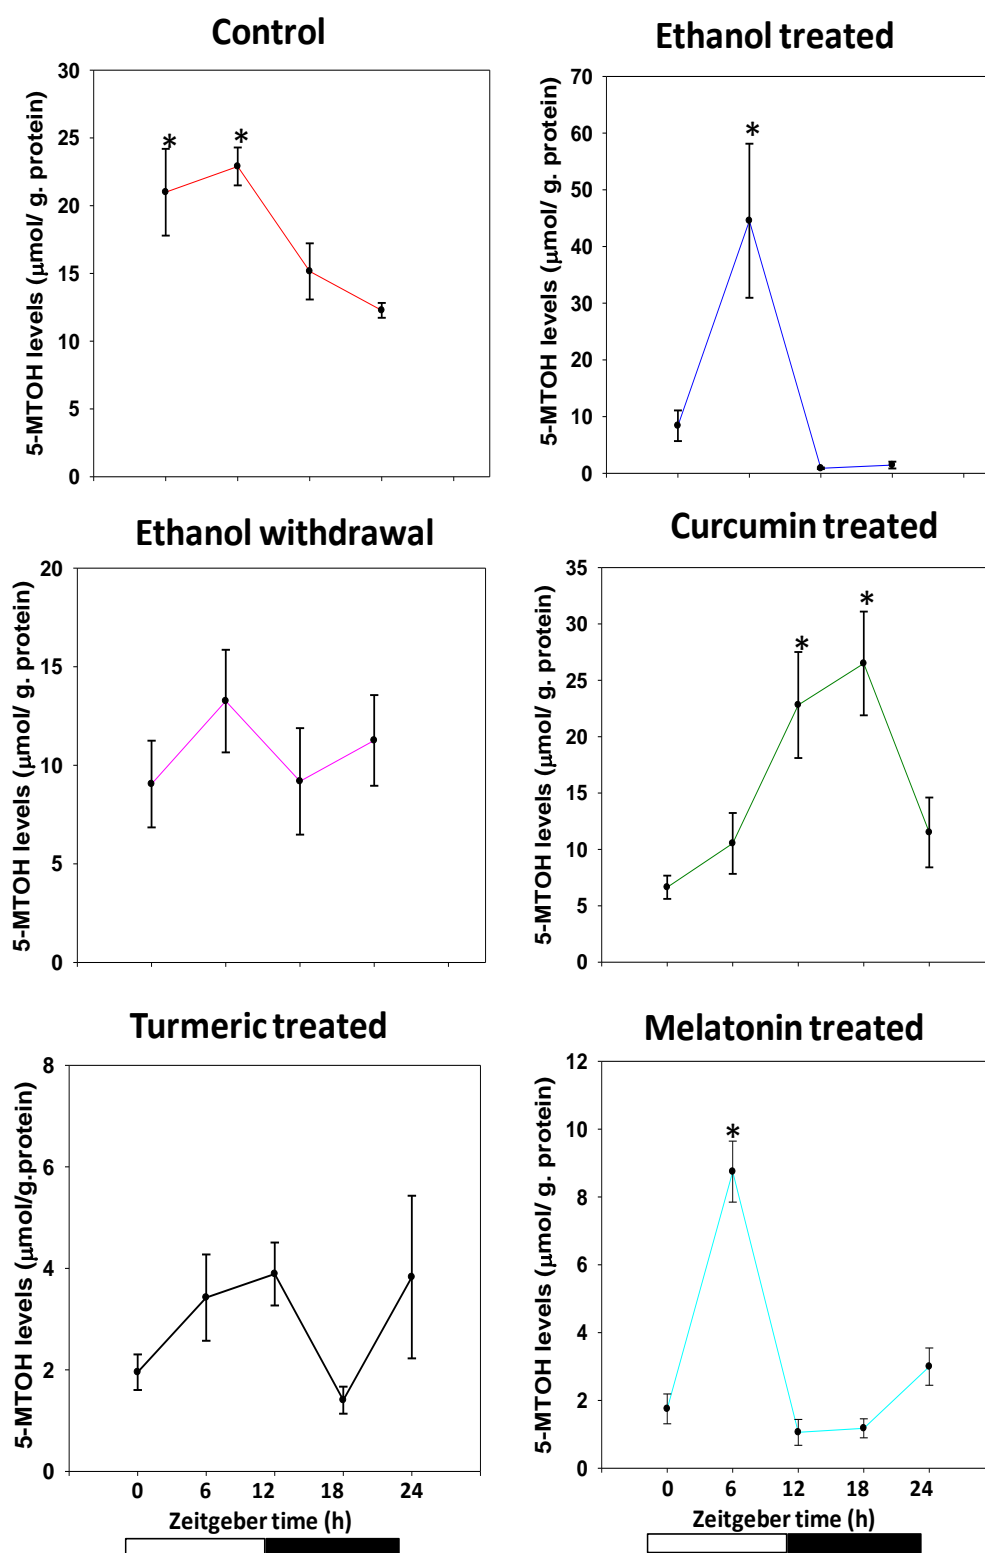 Control
5-MTOH levels (µmol/ g. protein)
30
25
20
15
10
5
0
*
*
Ethanol treated
5-MTOH levels (µmol/ g. protein)
70
60
50
40
30
20
10
0
*
Ethanol withdrawal
5-MTOH levels (µmol/ g. protein)
20
15
10
5
0
Curcumin treated
5-MTOH levels (µmol/ g. protein)
35
30
25
20
15
10
5
0
*
*
Turmeric treated
5-MTOH levels (µmol/g.protein)
8
6
4
2
0
0 6 12 18 24
Zeitgeber time (h)
Melatonin treated
5-MTOH levels (µmol/ g. protein)
12
10
8
6
4
2
0
*
0 6 12 18 24
Zeitgeber time (h)